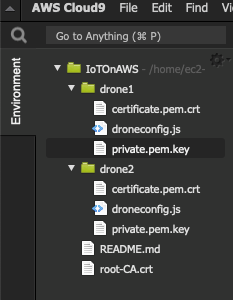 AWS Cloud9 File Edit Find
Go to Anything (⌘ P)
Environment
IoTOnAWS - /home/ec2-
drone1
certificate.pem.crt
droneconfig.js
private.pem.key
drone2
certificate.pem.crt
droneconfig.js
private.pem.key
README.md
root-CA.crt